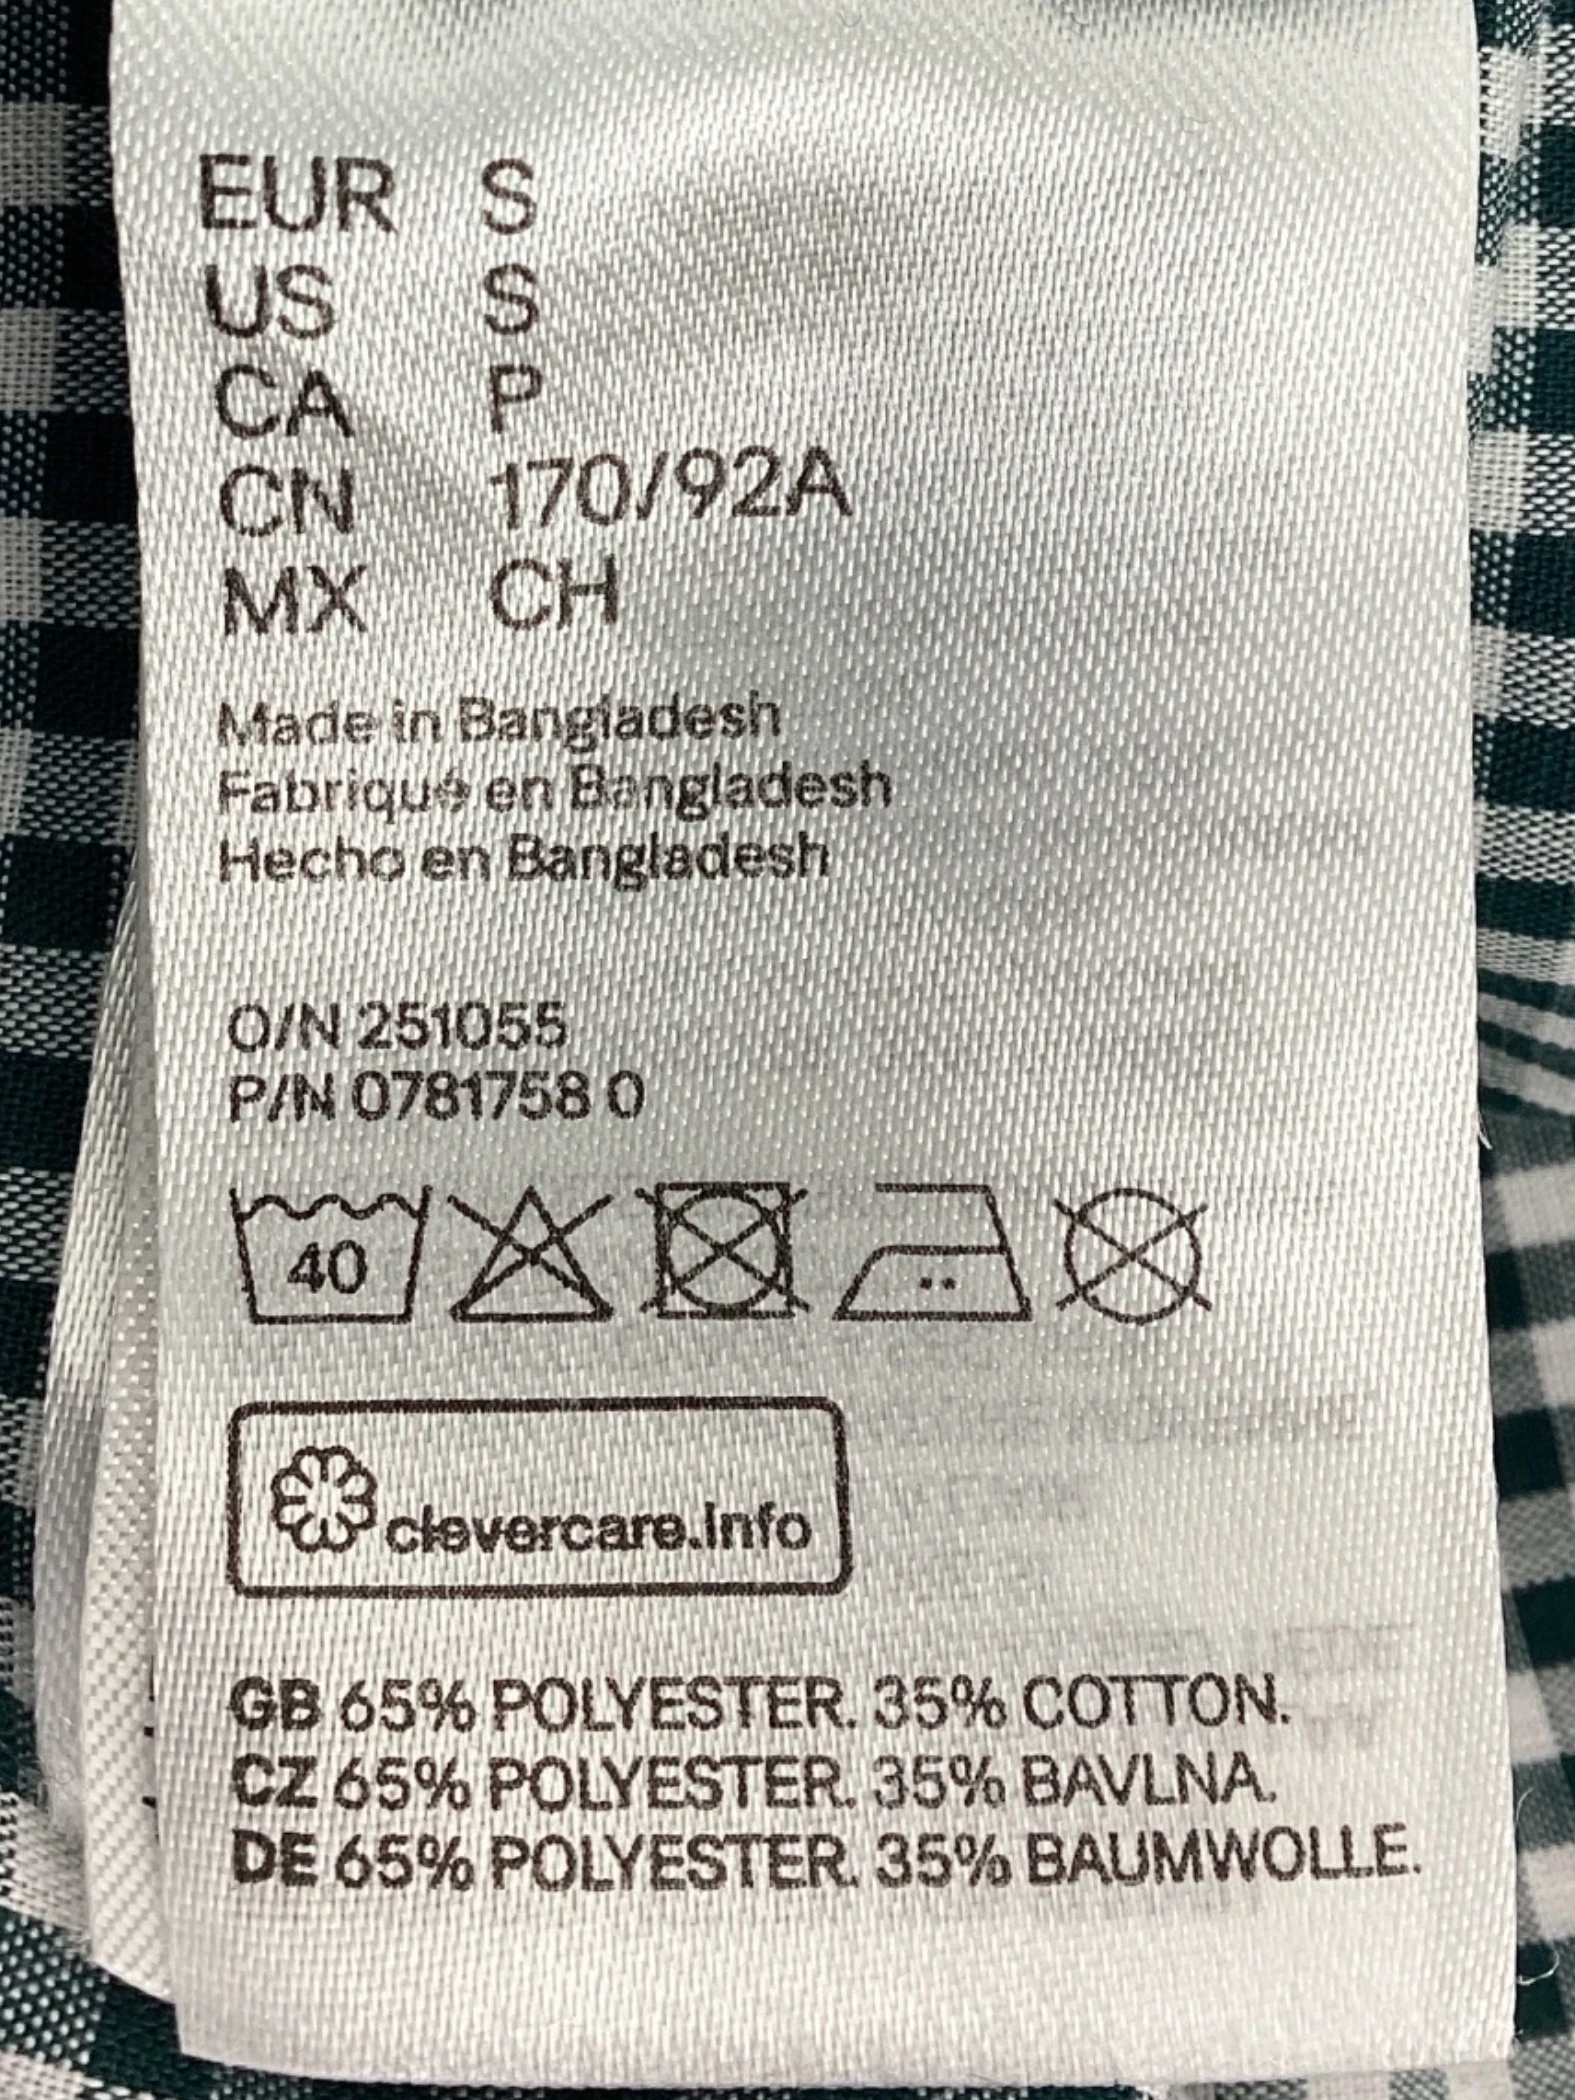 EUR S
US S
CA P
CN 170/92A
MX CH
Made in Bangladesh
Fabriqué en Bangladesh
Hecho en Bangladesh
O/N 251055
P/N 0781758 0
40
clevercare.info
GB 65% POLYESTER. 35% COTTON.
CZ 65% POLYESTER. 35% BAVLNA.
DE 65% POLYESTER. 35% BAUMWOLLE.